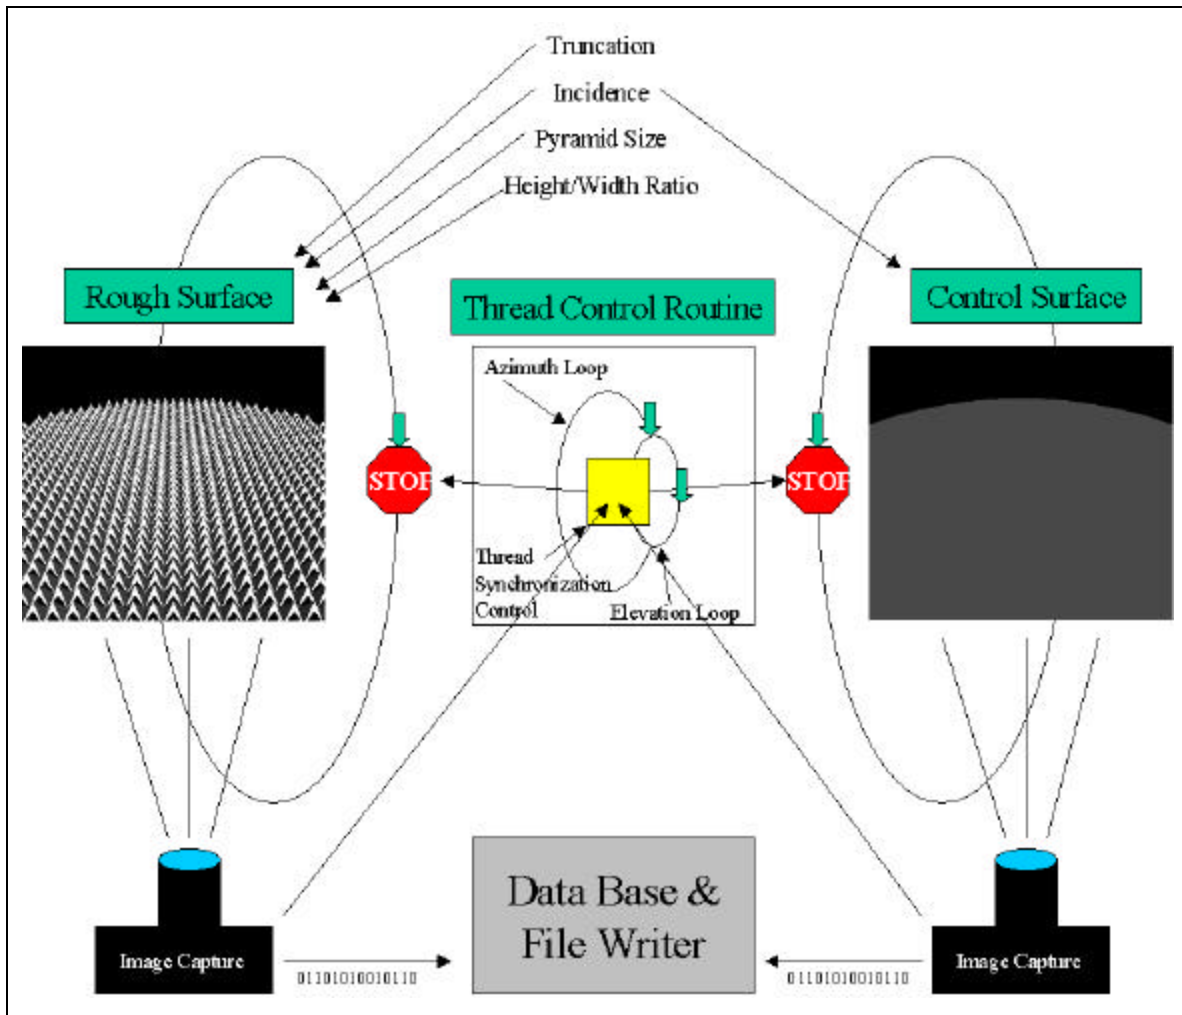 Truncation
Incidence
Pyramid Size
Height/Width Ratio
Rough Surface
Thread Control Routine
Control Surface
Azimuth Loop
STOP
STOP
Thread
Synchronization
Control
Elevation Loop
Data Base &
File Writer
Image Capture
01101010010110
01101010010110
Image Capture